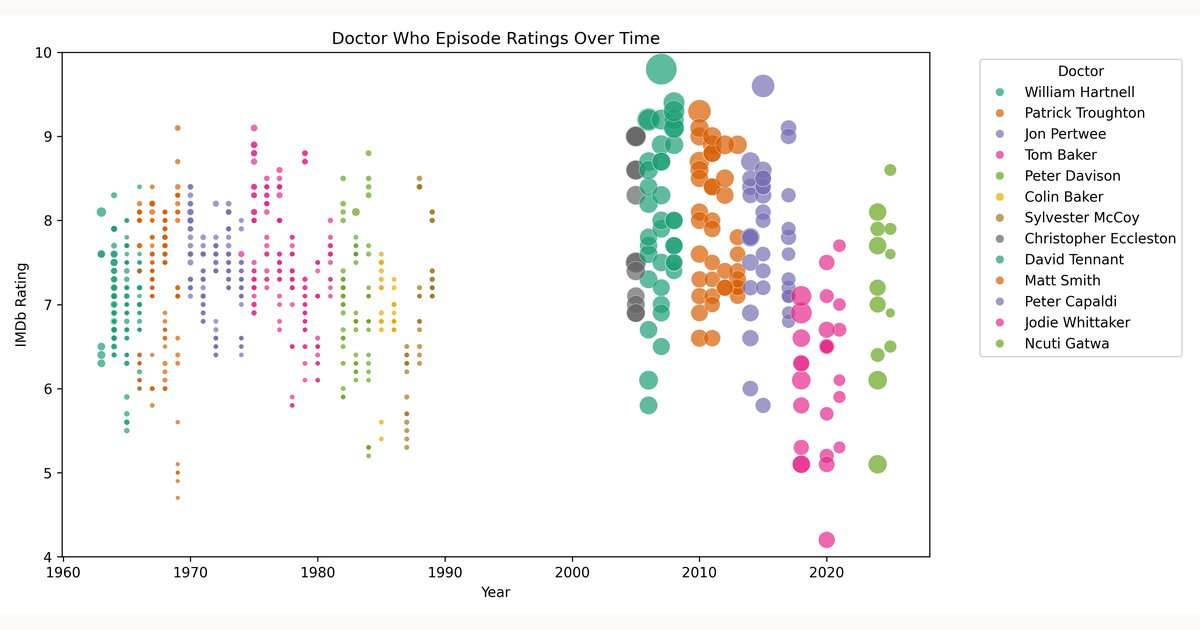 Doctor Who Episode Ratings Over Time
10
9
8
7
6
5
4
IMDb Rating
1960
1970
1980
1990
2000
2010
2020
Year
Doctor
William Hartnell
Patrick Troughton
Jon Pertwee
Tom Baker
Peter Davison
Colin Baker
Sylvester McCoy
Christopher Eccleston
David Tennant
Matt Smith
Peter Capaldi
Jodie Whittaker
Ncuti Gatwa